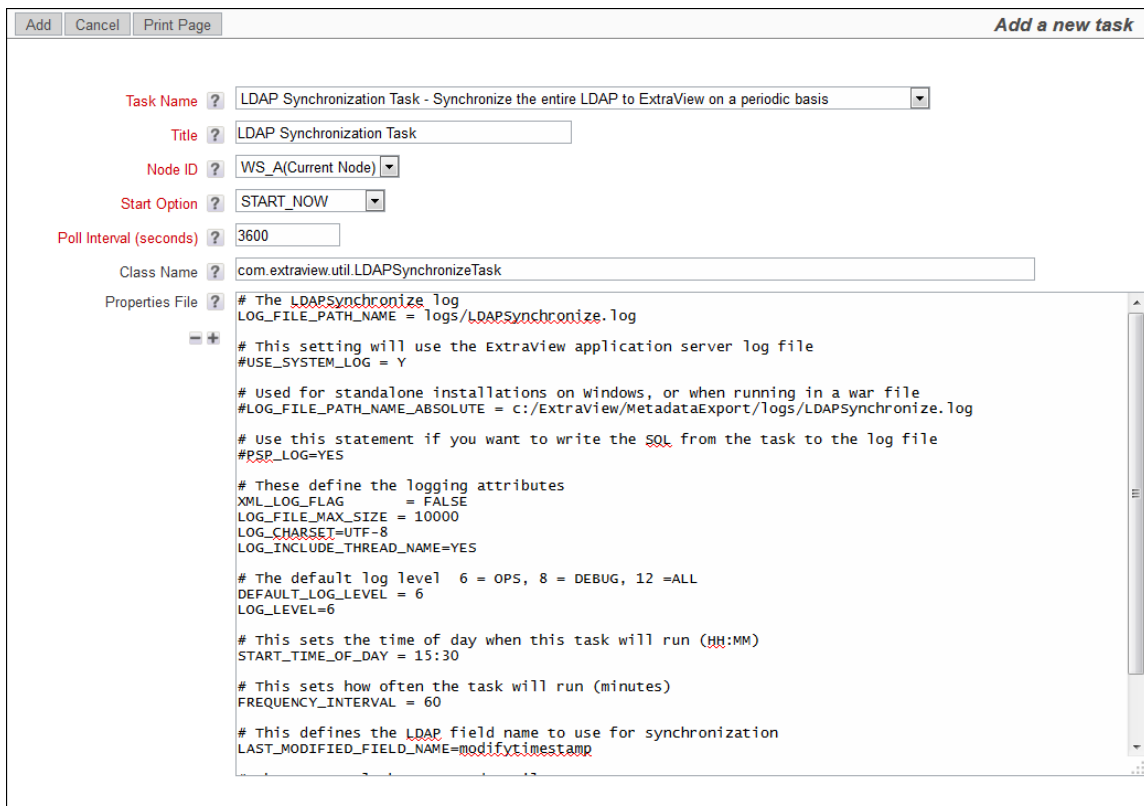 Add Cancel Print Page Add a new task
Task Name ? LDAP Synchronization Task - Synchronize the entire LDAP to ExtraView on a periodic basis
Title ? LDAP Synchronization Task
Node ID ? WS_A(Current Node)
Start Option ? START_NOW
Poll Interval (seconds) ? 3600
Class Name ? com.extraview.util.LDAPSynchronizeTask
Properties File ?
# The LDAPSynchronize log
LOG_FILE_PATH_NAME = logs/LDAPSynchronize.log
# This setting will use the ExtraView application server log file
#USE_SYSTEM_LOG = Y
# Used for standalone installations on Windows, or when running in a war file
#LOG_FILE_PATH_NAME_ABSOLUTE = c:/ExtraView/MetadataExport/logs/LDAPSynchronize.log
# Use this statement if you want to write the SQL from the task to the log file
#PSP_LOG=YES
# These define the logging attributes
XML_LOG_FLAG = FALSE
LOG_FILE_MAX_SIZE = 10000
LOG_CHARSET=UTF-8
LOG_INCLUDE_THREAD_NAME=YES
# The default log level 6 = OPS, 8 = DEBUG, 12 =ALL
DEFAULT_LOG_LEVEL = 6
LOG_LEVEL=6
# This sets the time of day when this task will run (HH:MM)
START_TIME_OF_DAY = 15:30
# This sets how often the task will run (minutes)
FREQUENCY_INTERVAL = 60
# This defines the LDAP field name to use for synchronization
LAST_MODIFIED_FIELD_NAME=modifytimestamp